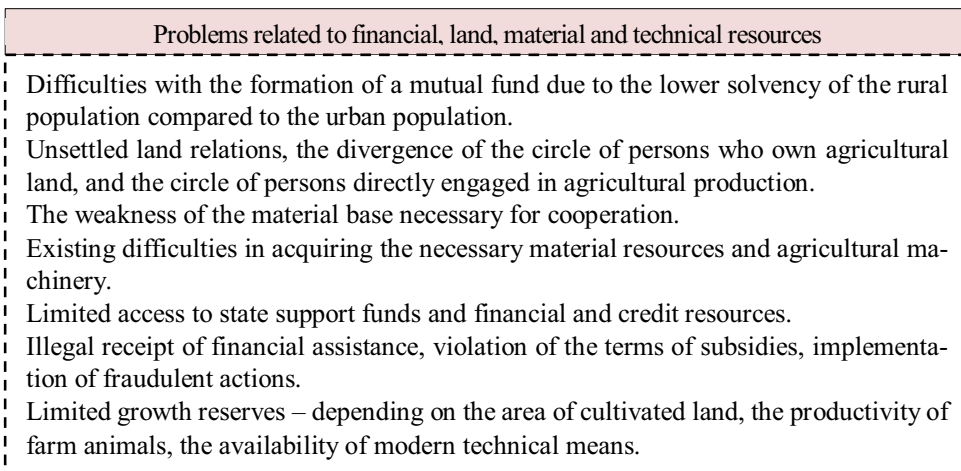 Problems related to financial, land, material and technical resources
Difficulties with the formation of a mutual fund due to the lower solvency of the rural
population compared to the urban population.
Unsettled land relations, the divergence of the circle of persons who own agricultural
land, and the circle of persons directly engaged in agricultural production.
The weakness of the material base necessary for cooperation.
Existing difficulties in acquiring the necessary material resources and agricultural ma-
chinery.
Limited access to state support funds and financial and credit resources.
Illegal receipt of financial assistance, violation of the terms of subsidies, implementa-
tion of fraudulent actions.
Limited growth reserves – depending on the area of cultivated land, the productivity of
farm animals, the availability of modern technical means.